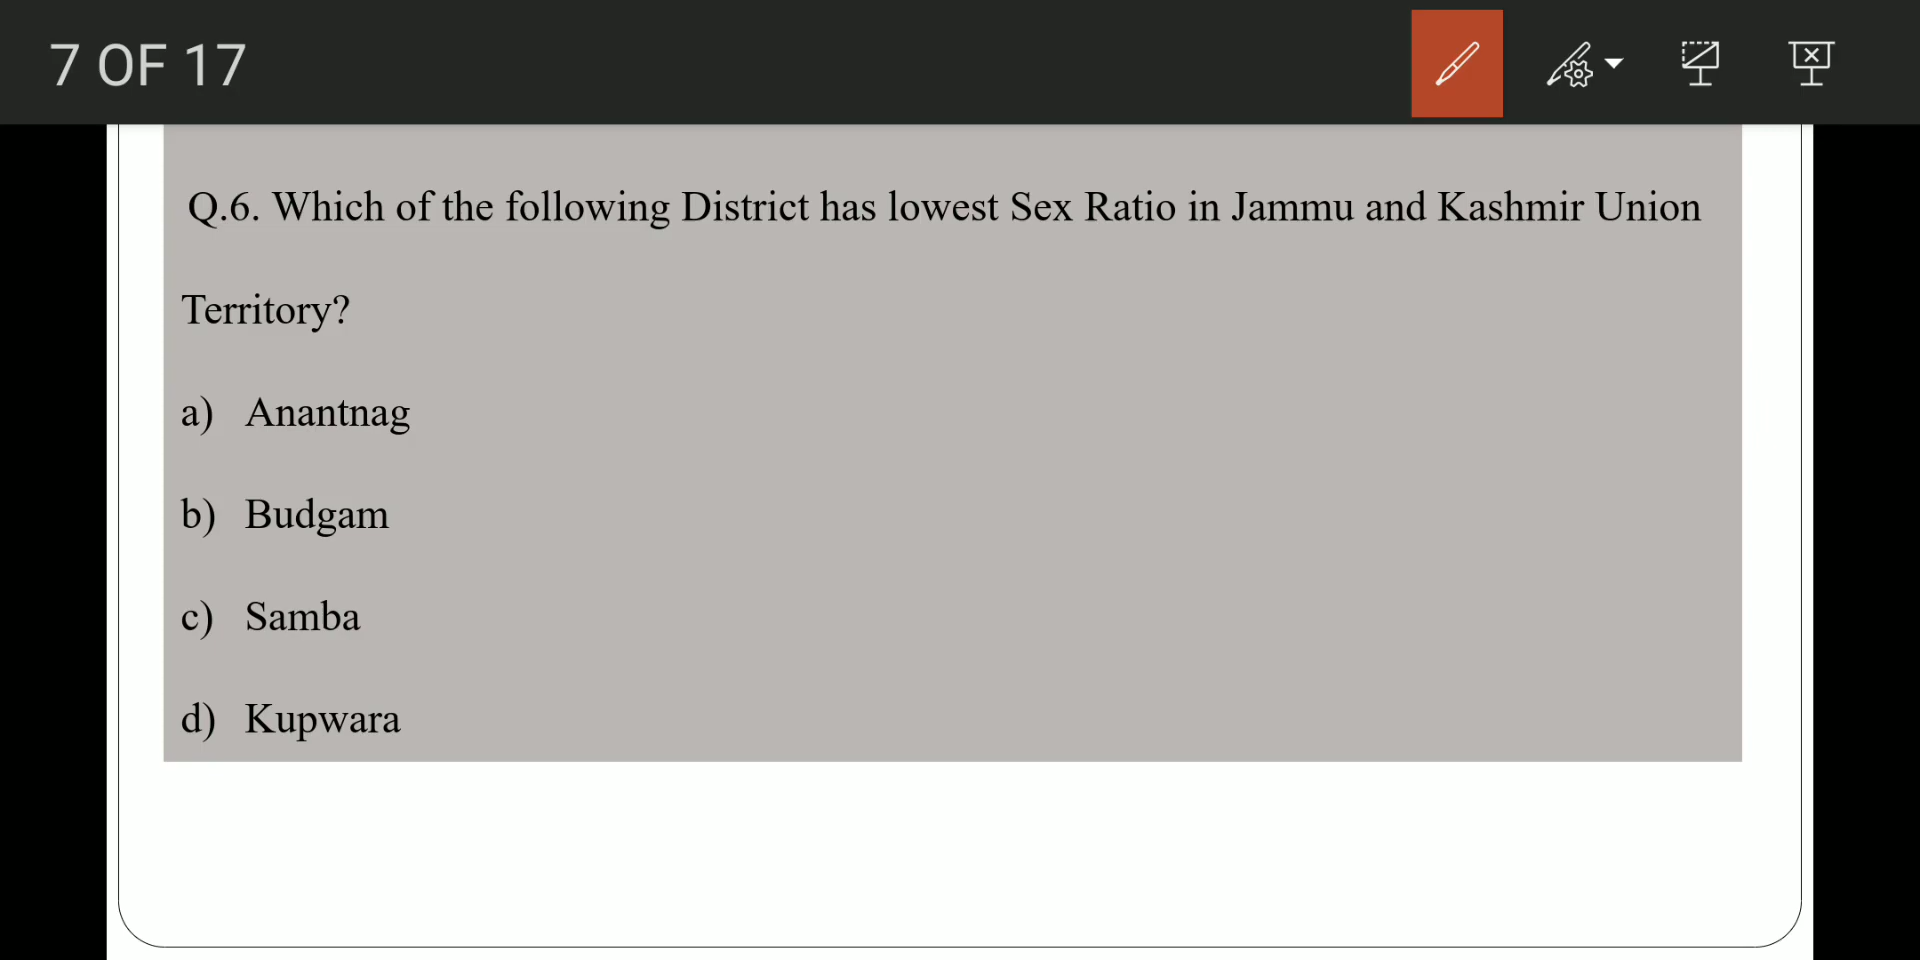 7 OF 17
Q.6. Which of the following District has lowest Sex Ratio in Jammu and Kashmir Union
Territory?
a) Anantnag
b) Budgam
c) Samba
d) Kupwara